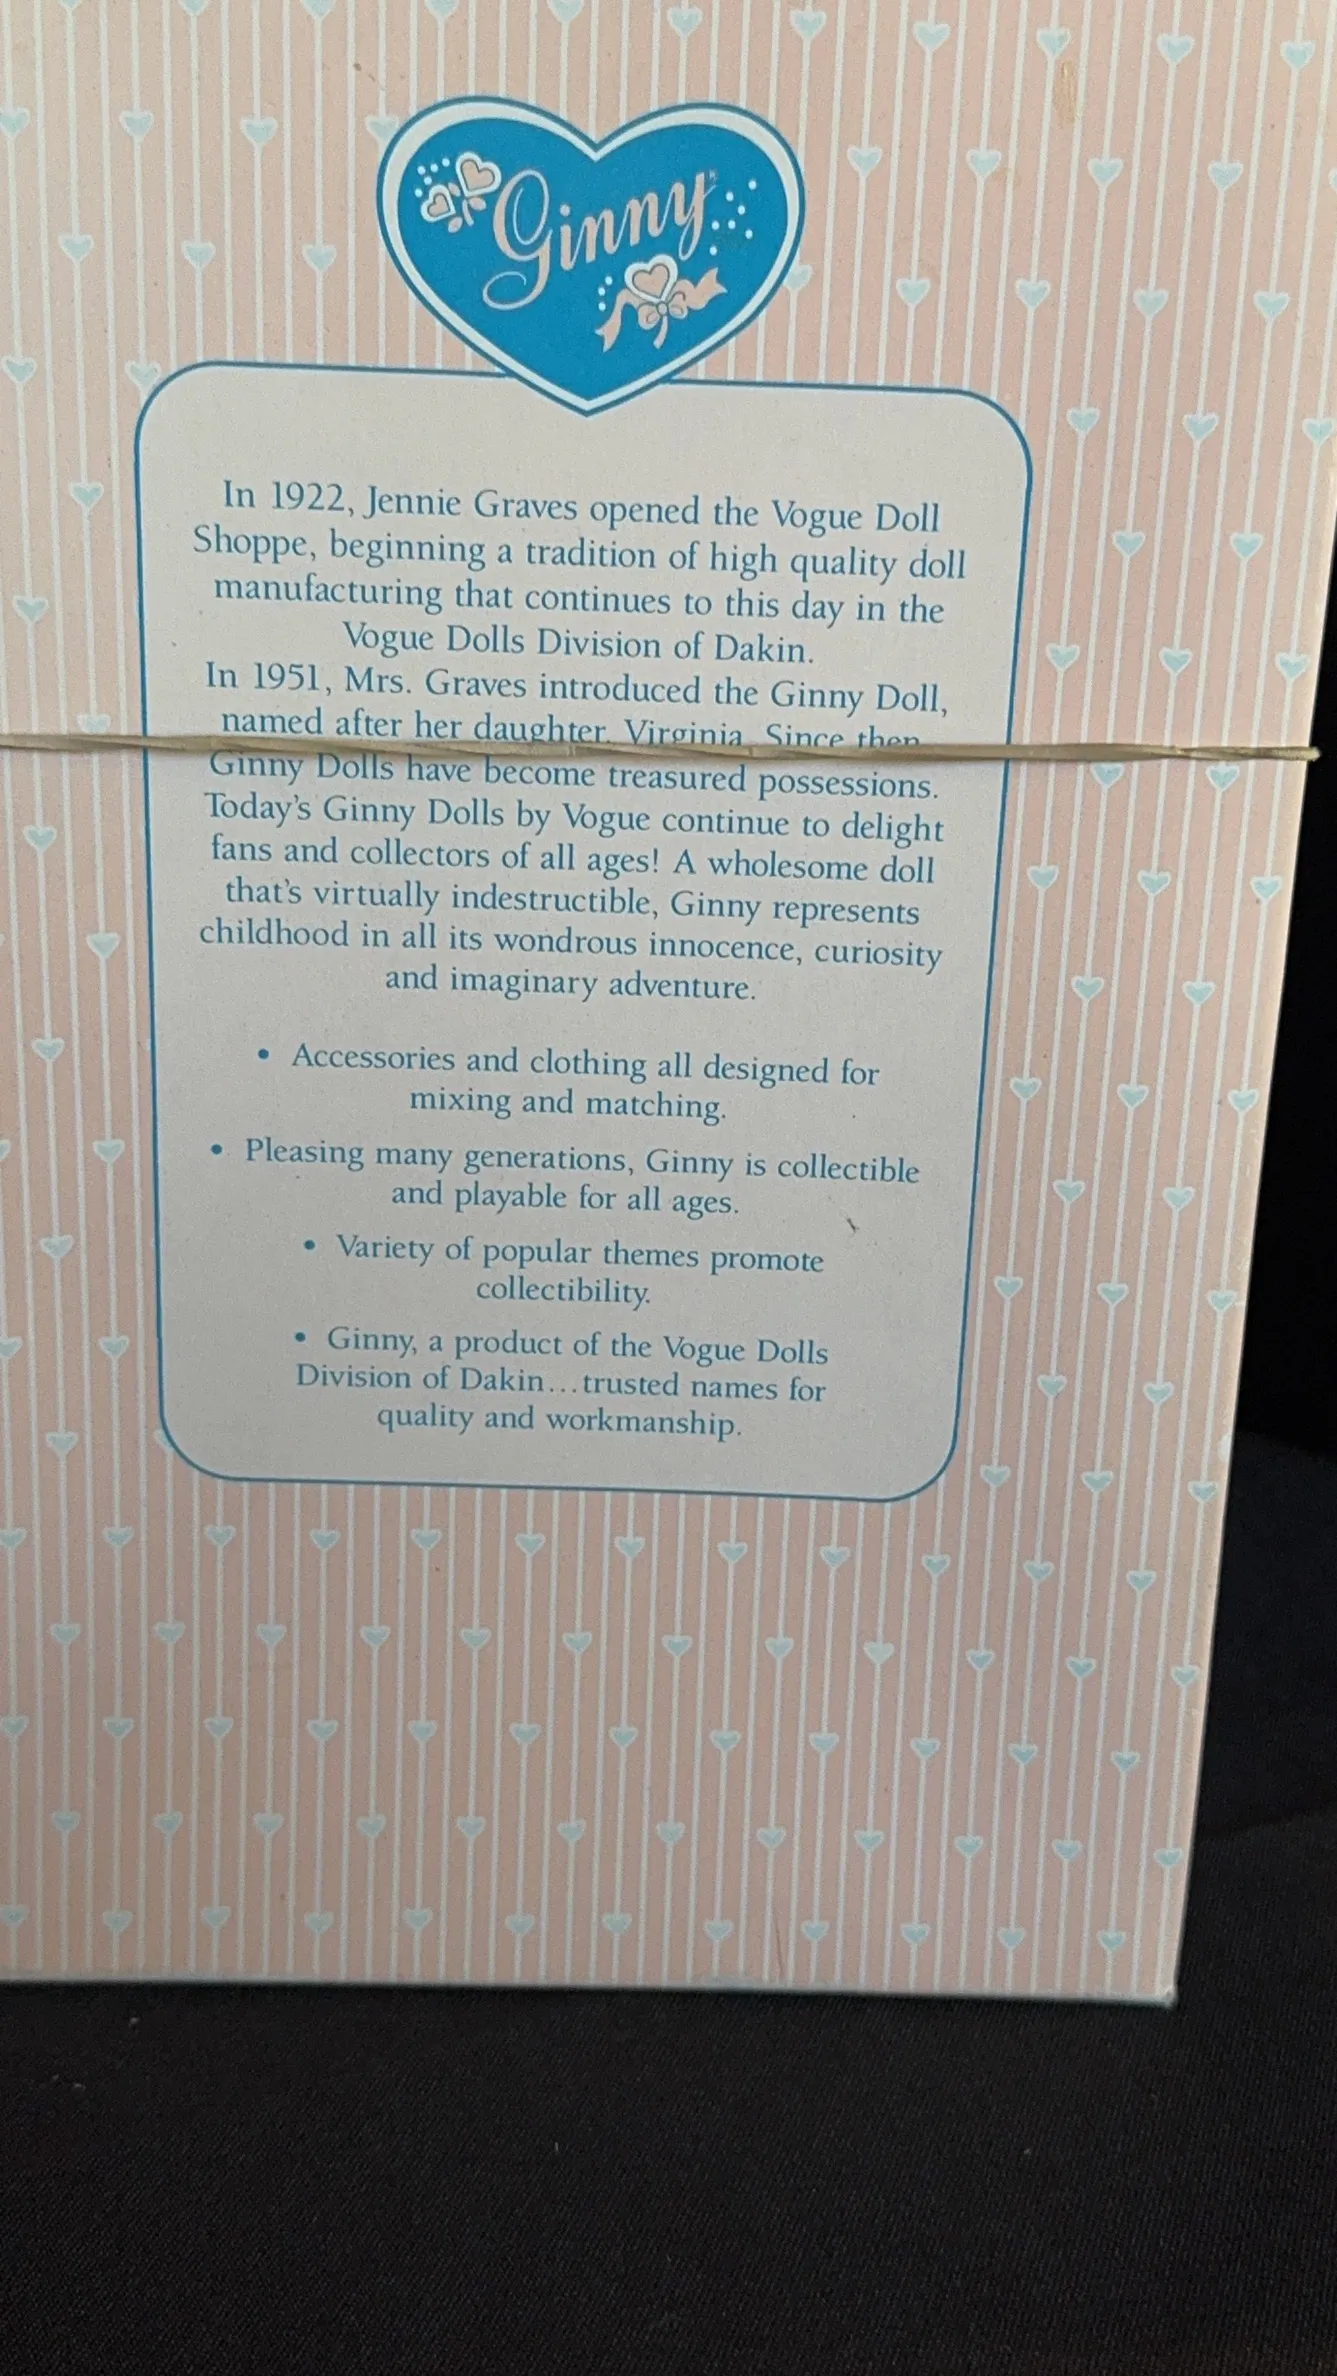 Ginny
In 1922, Jennie Graves opened the Vogue Doll
Shoppe, beginning a tradition of high quality doll
manufacturing that continues to this day in the
Vogue Dolls Division of Dakin.
In 1951, Mrs. Graves introduced the Ginny Doll,
named after her daughter, Virginia. Since then
Ginny Dolls have become treasured possessions.
Today's Ginny Dolls by Vogue continue to delight
fans and collectors of all ages! A wholesome doll
that's virtually indestructible, Ginny represents
childhood in all its wondrous innocence, curiosity
and imaginary adventure.
• Accessories and clothing all designed for
mixing and matching.
• Pleasing many generations, Ginny is collectible
and playable for all ages.
• Variety of popular themes promote
collectibility.
• Ginny, a product of the Vogue Dolls
Division of Dakin...trusted names for
quality and workmanship.